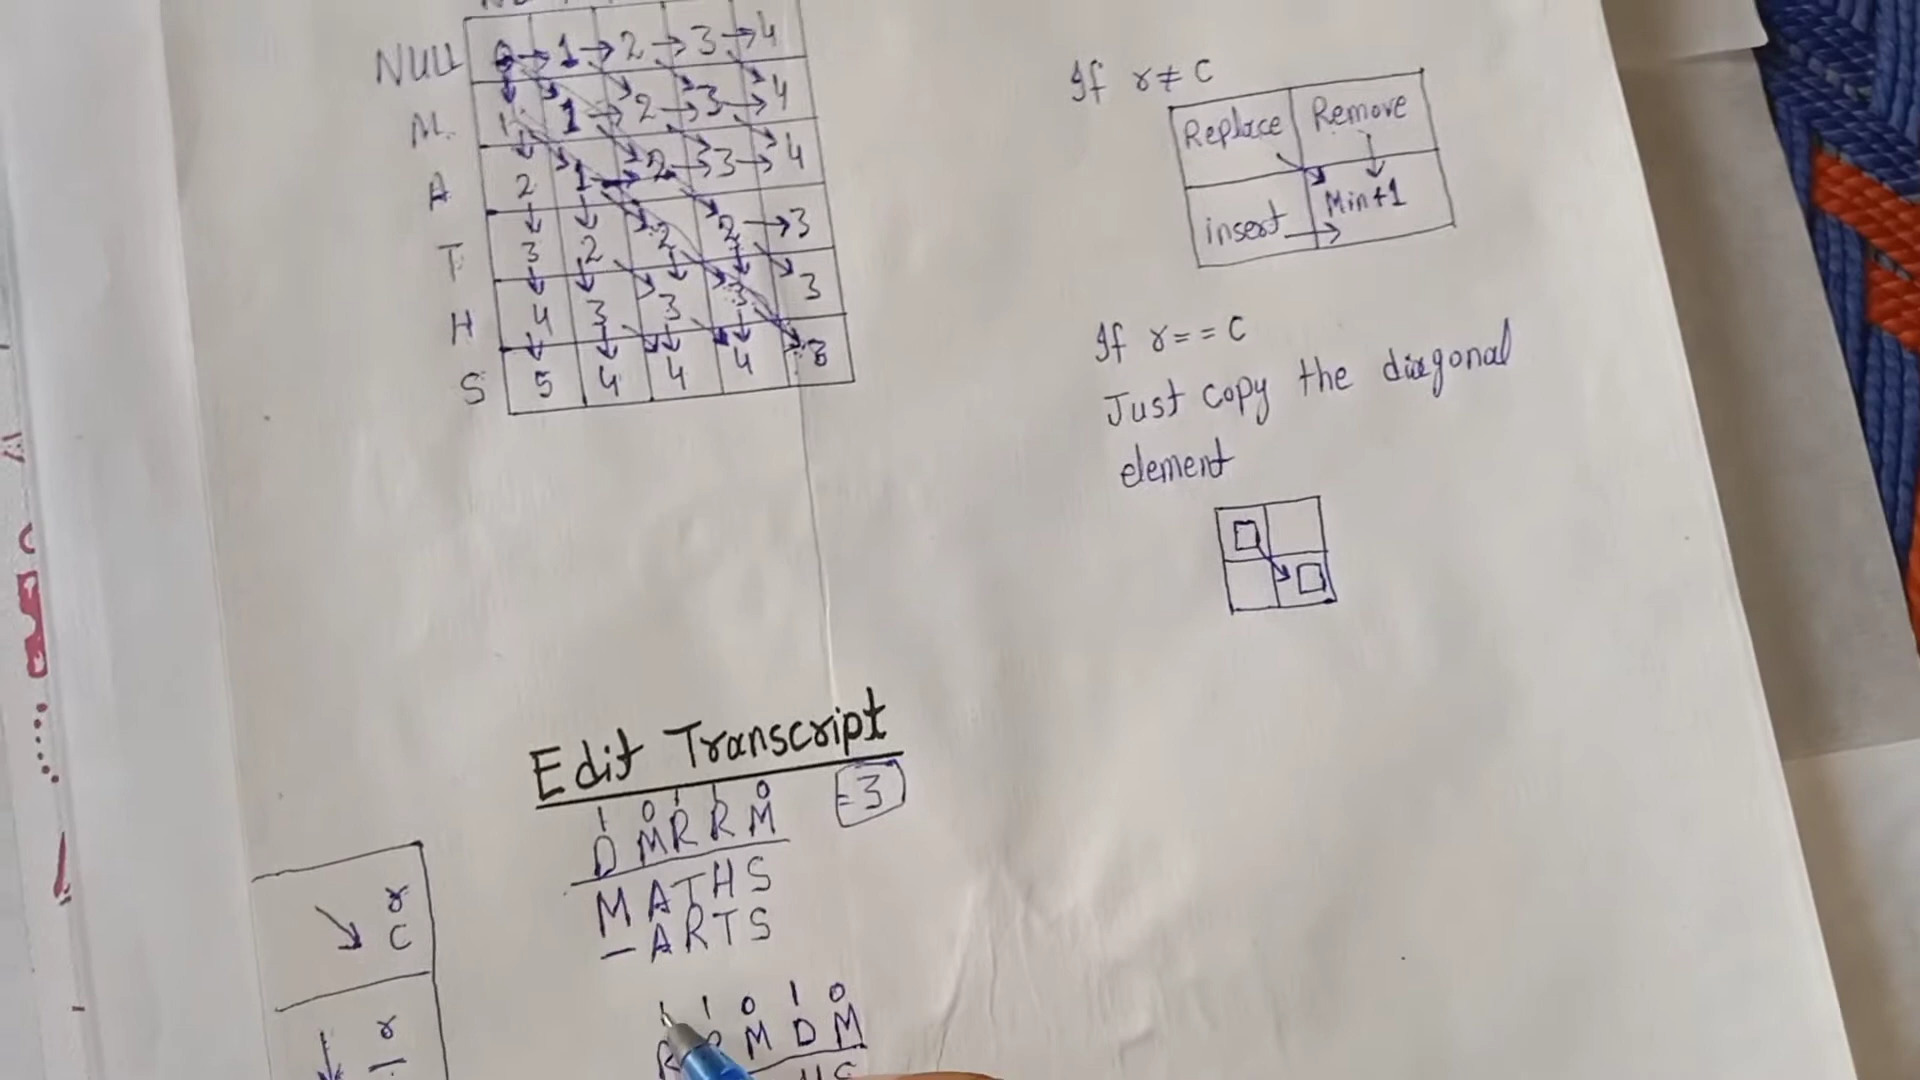 NULL 0 → 1 → 2 → 3 → 4
M 1 1 → 2 → 3 → 4
A 2 1 → 2 → 3 → 4
T 3 2 2 2 → 3
H 4 3 3 3 3
S 5 4 4 4 3
If r ≠ C
Replace Remove
insert → Min+1
If r == C
Just copy the diagonal
element
Edit Transcript
1 0 1 1 0
D M R R M = 3
M A T H S
– A R T S
r
C
r
–
1 1 0 1 0
R R M D M
H S